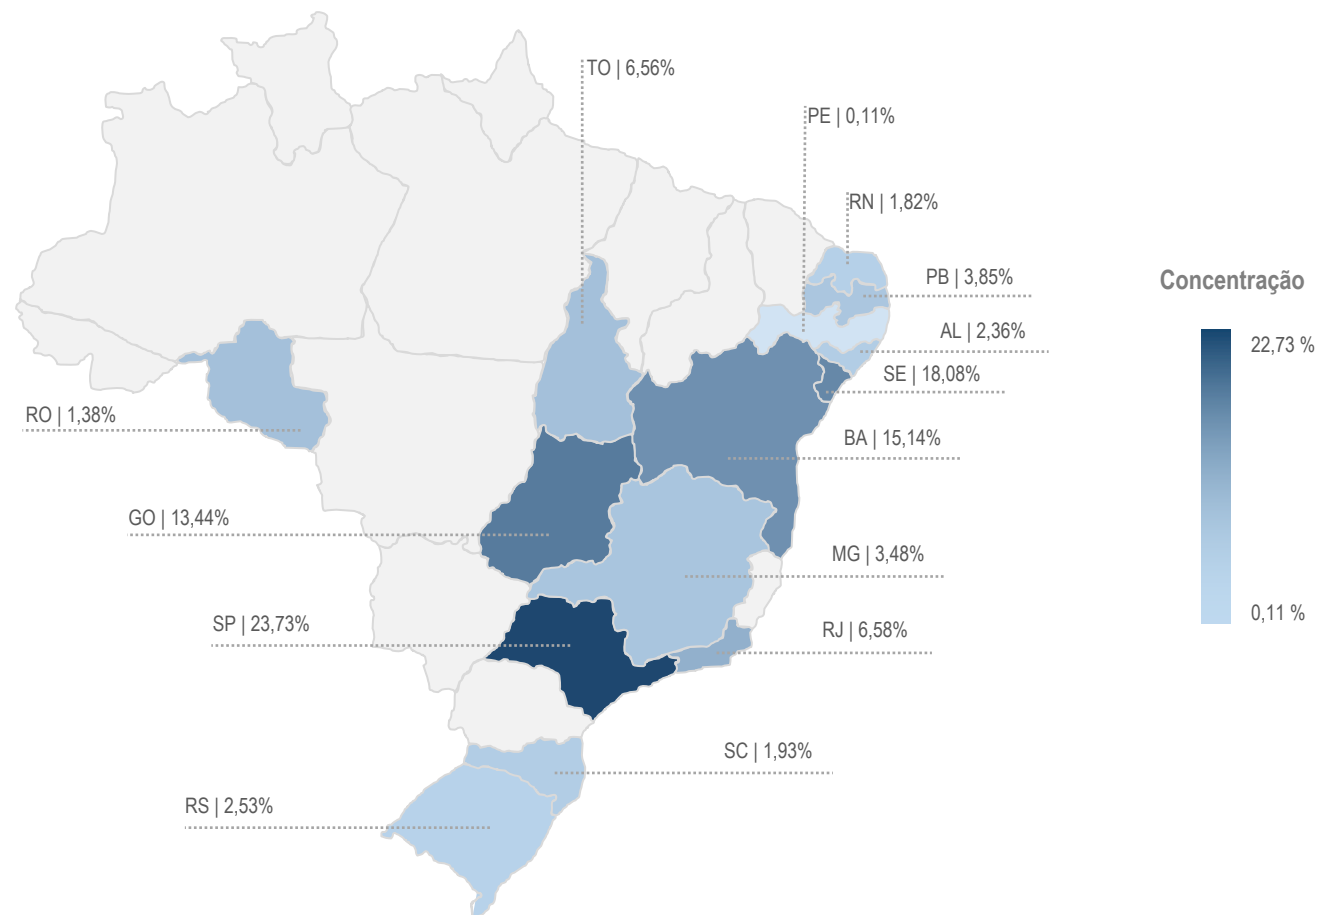 TO | 6,56%
PE | 0,11%
RN | 1,82%
PB | 3,85%
Concentração
AL | 2,36%
22,73 %
SE | 18,08%
RO | 1,38%
BA | 15,14%
GO | 13,44%
MG | 3,48%
0,11 %
SP | 23,73%
RJ | 6,58%
SC | 1,93%
RS | 2,53%